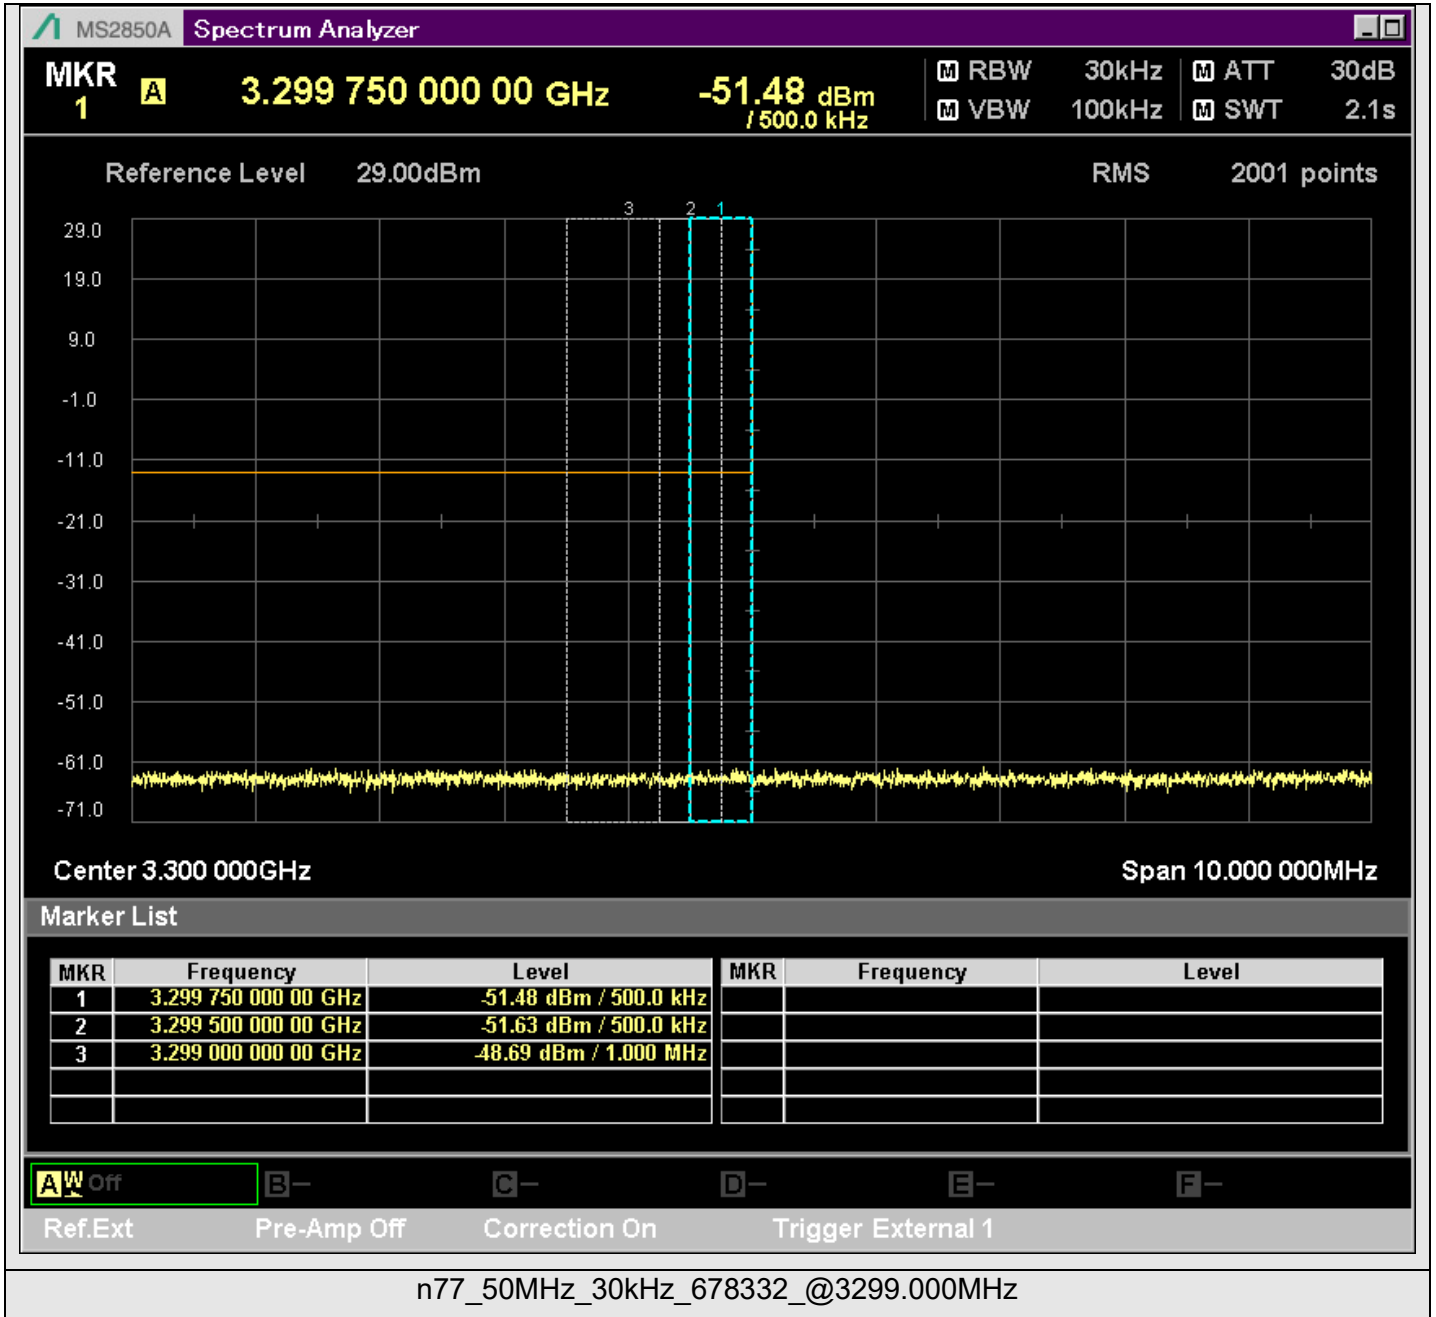 MS2850A Spectrum Analyzer
MKR 1 A 3.299 750 000 00 GHz -51.48 dBm / 500.0 kHz
M RBW 30kHz M ATT 30dB
M VBW 100kHz M SWT 2.1s
Reference Level 29.00dBm RMS 2001 points
3 2 1
29.0
19.0
9.0
-1.0
-11.0
-21.0
-31.0
-41.0
-51.0
-61.0
-71.0
Center 3.300 000GHz Span 10.000 000MHz
Marker List
MKR Frequency Level MKR Frequency Level
1 3.299 750 000 00 GHz -51.48 dBm / 500.0 kHz
2 3.299 500 000 00 GHz -51.63 dBm / 500.0 kHz
3 3.299 000 000 00 GHz -48.69 dBm / 1.000 MHz
A W Off B - C - D - E - F -
Ref.Ext Pre-Amp Off Correction On Trigger External 1
n77_50MHz_30kHz_678332_@3299.000MHz